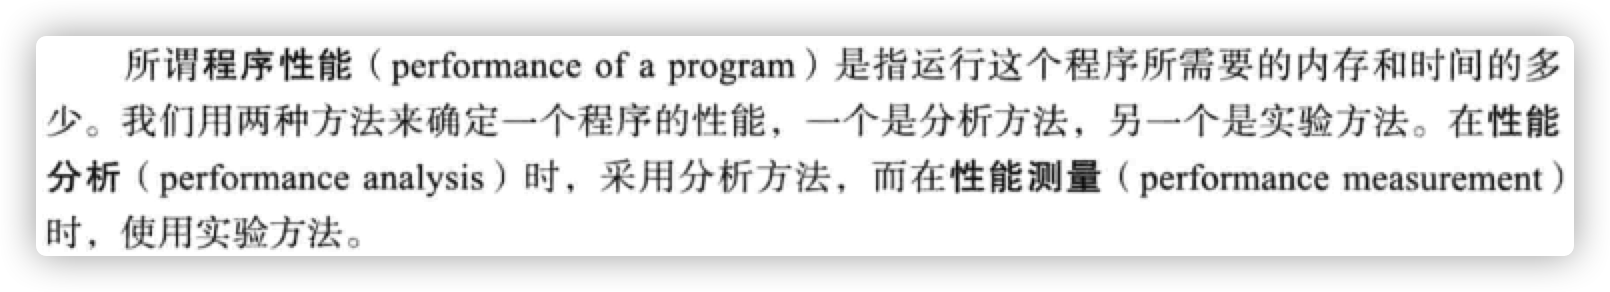 所谓程序性能（performance of a program）是指运行这个程序所需要的内存和时间的多
少。我们用两种方法来确定一个程序的性能，一个是分析方法，另一个是实验方法。在性能
分析（performance analysis）时，采用分析方法，而在性能测量（performance measurement）
时，使用实验方法。